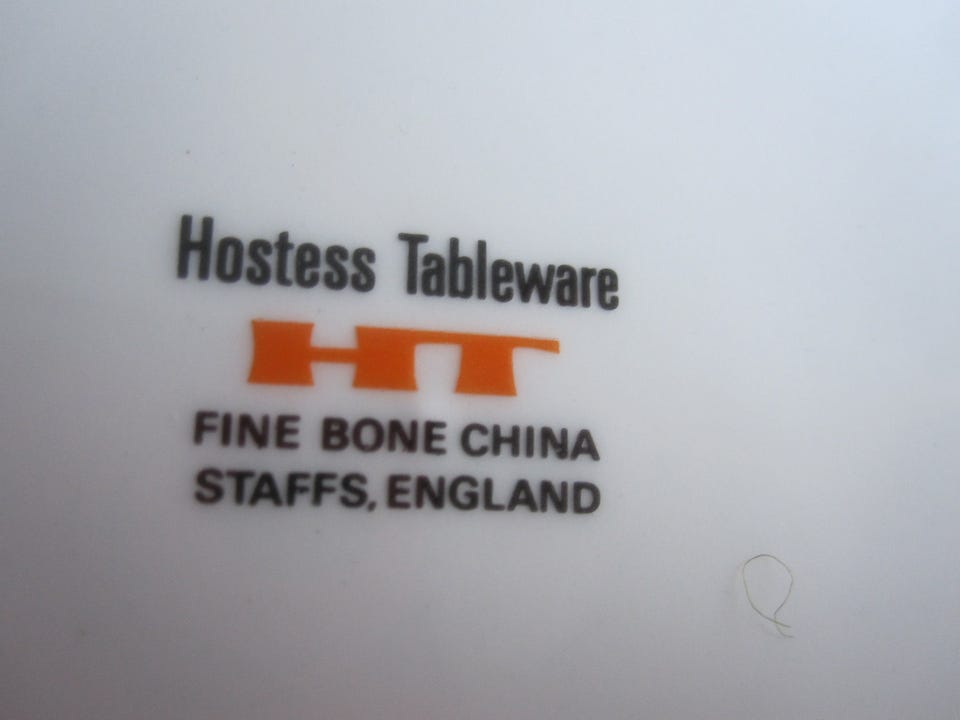 Hostess Tableware
HT
FINE BONE CHINA
STAFFS, ENGLAND